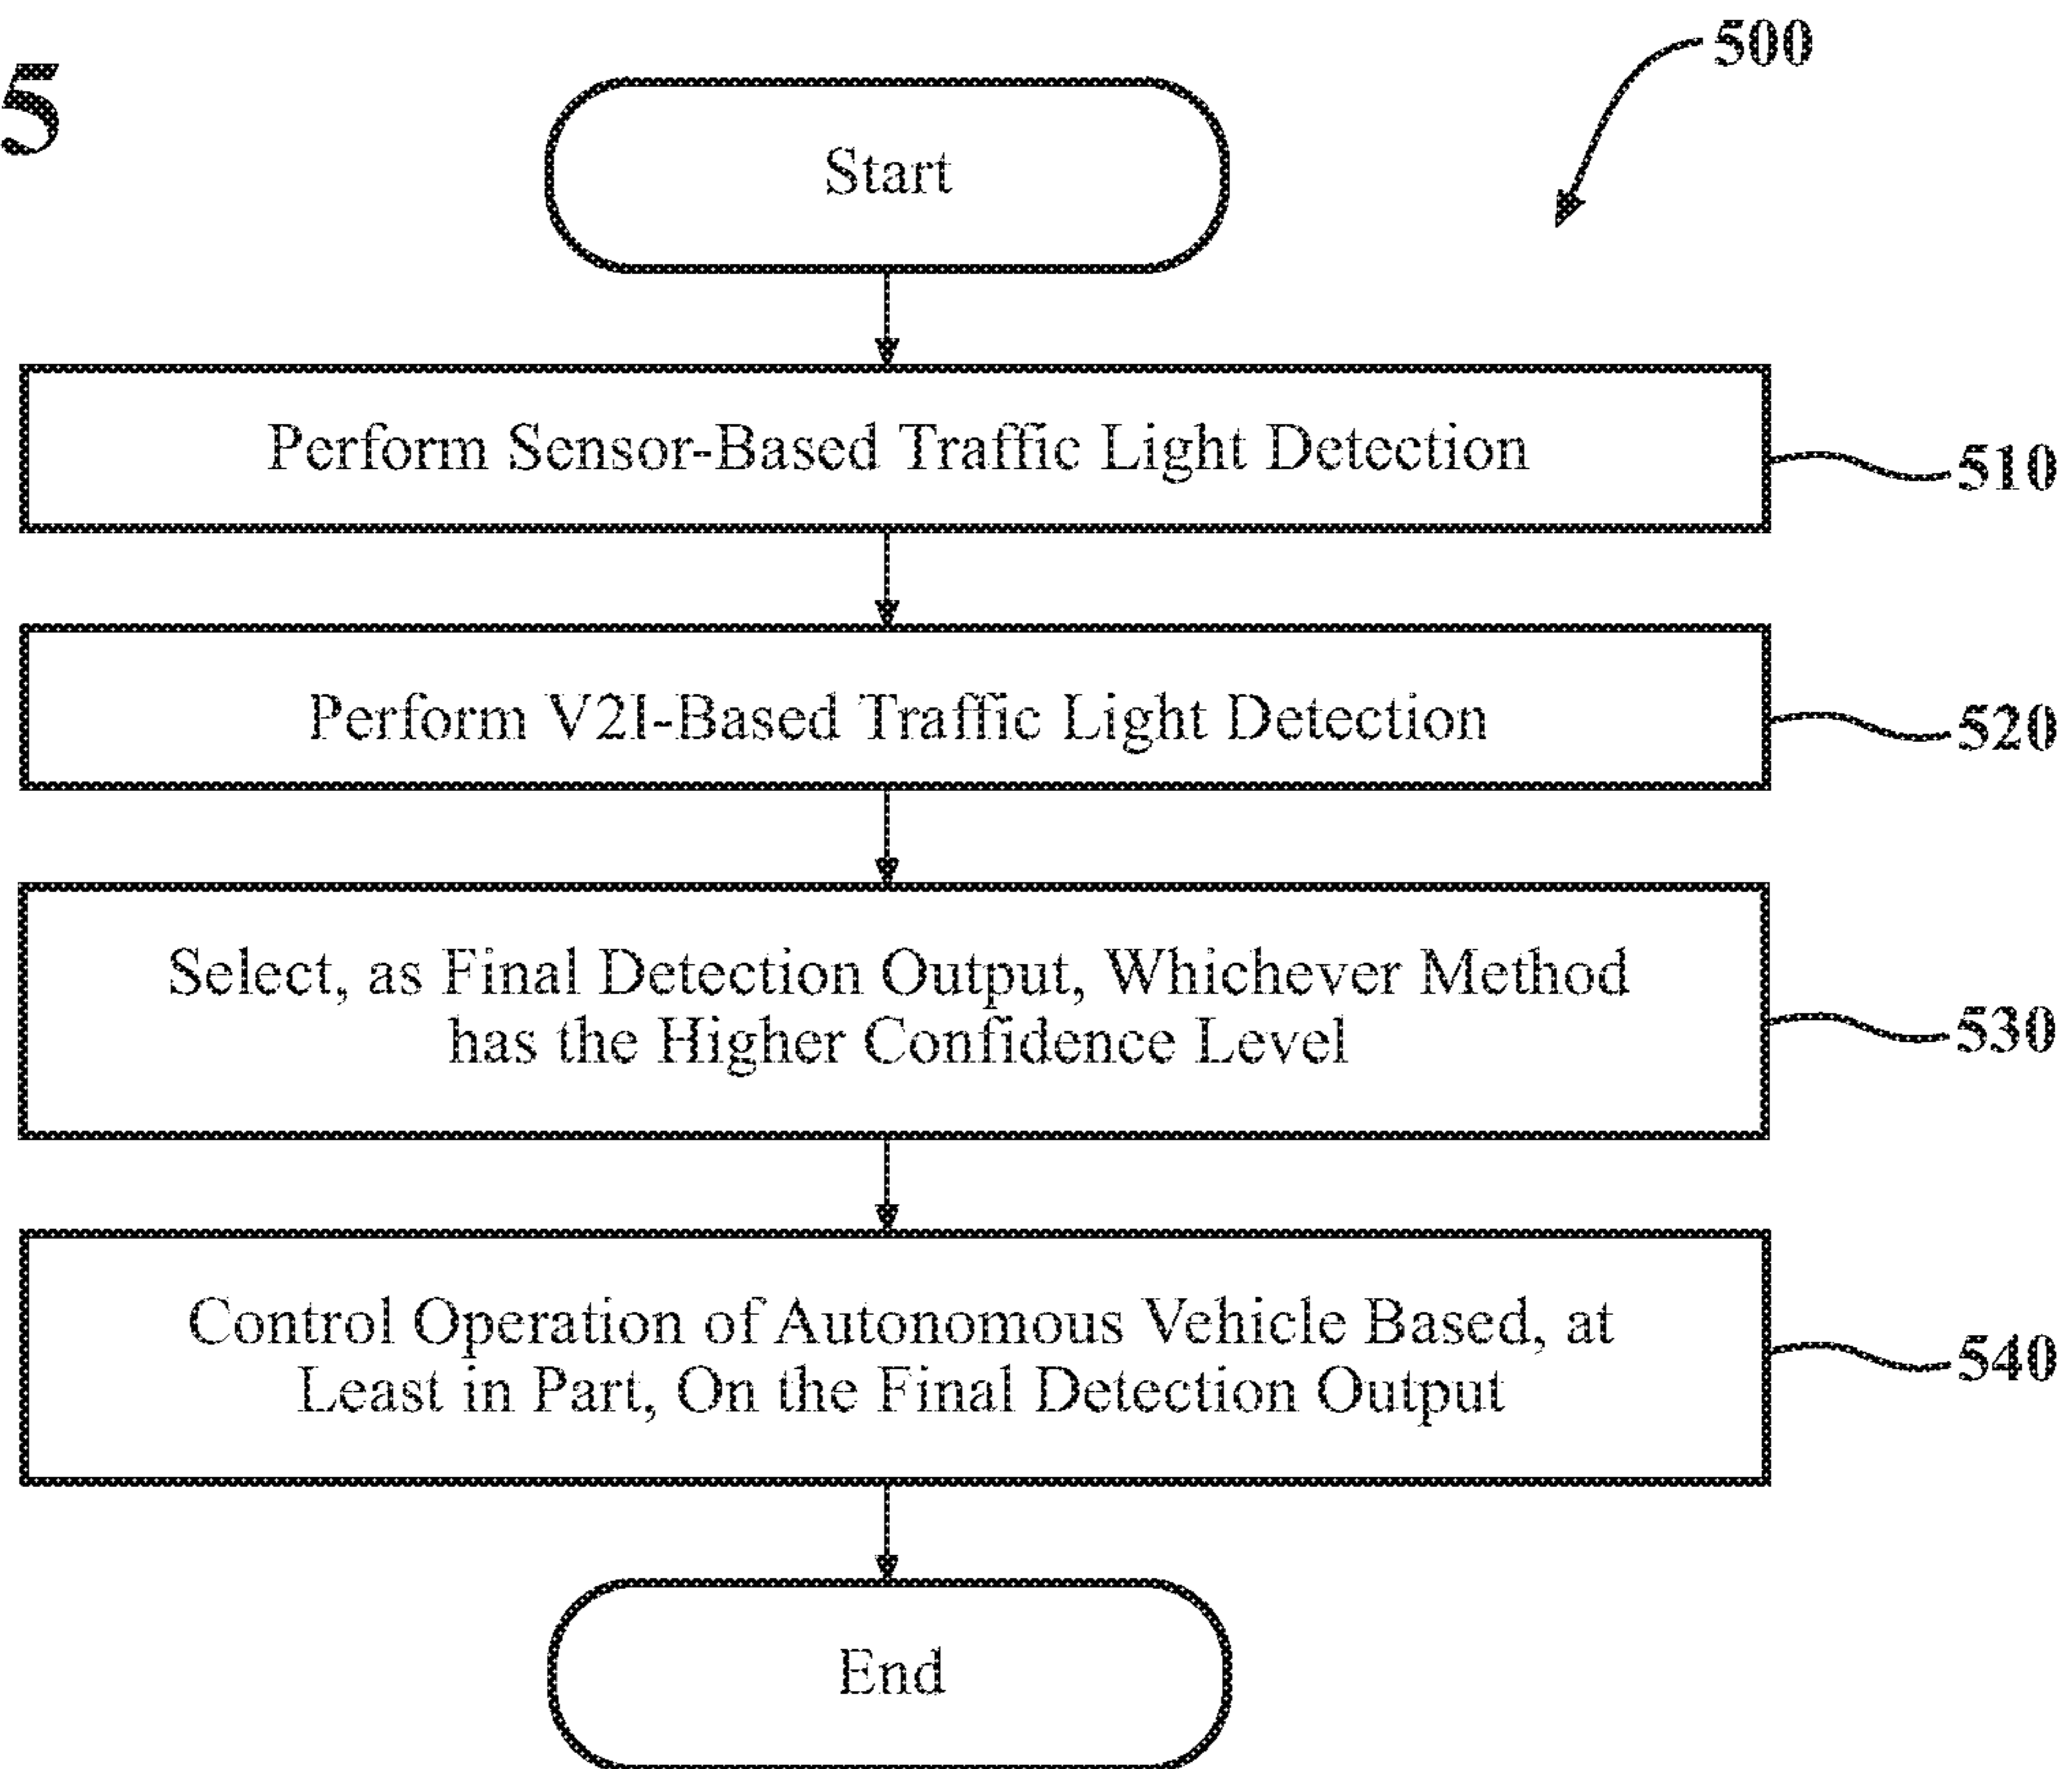 5
500
Start
Perform Sensor-Based Traffic Light Detection
510
Perform V2I-Based Traffic Light Detection
520
Select, as Final Detection Output, Whichever Method
has the Higher Confidence Level
530
Control Operation of Autonomous Vehicle Based, at
Least in Part, On the Final Detection Output
540
End